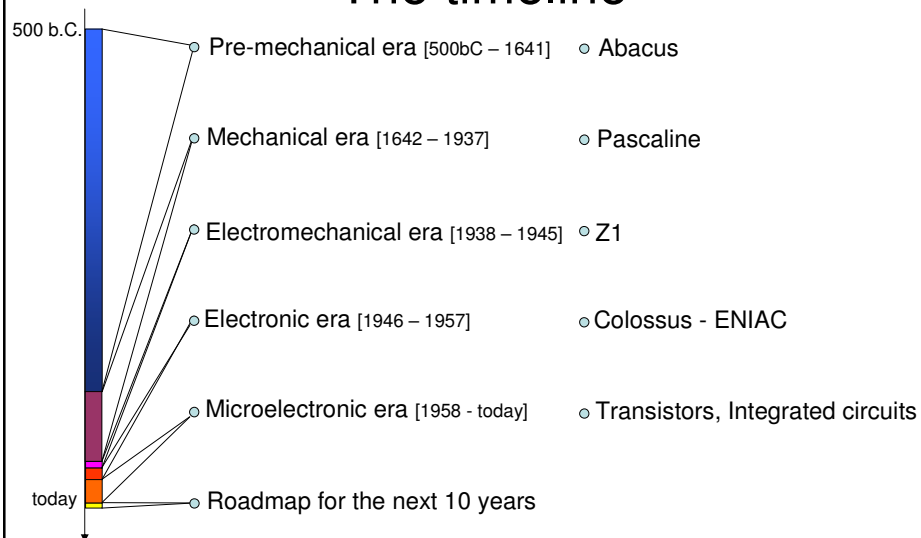 The timeline
500 b.C.
Pre-mechanical era [500bC – 1641] Abacus
Mechanical era [1642 – 1937] Pascaline
Electromechanical era [1938 – 1945] Z1
Electronic era [1946 – 1957] Colossus - ENIAC
Microelectronic era [1958 - today] Transistors, Integrated circuits
today
Roadmap for the next 10 years